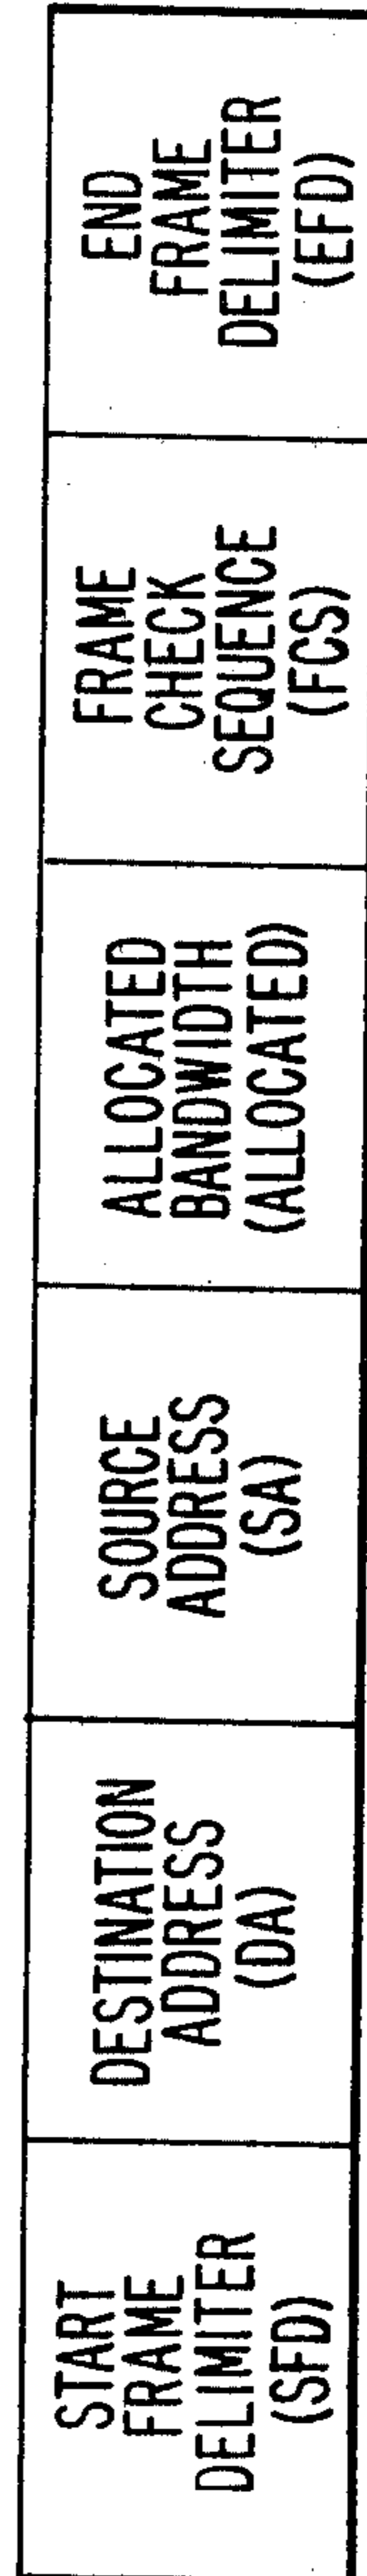 START
FRAME
DELIMITER
(SFD)
DESTINATION
ADDRESS
(DA)
SOURCE
ADDRESS
(SA)
ALLOCATED
BANDWIDTH
(ALLOCATED)
FRAME
CHECK
SEQUENCE
(FCS)
END
FRAME
DELIMITER
(EFD)